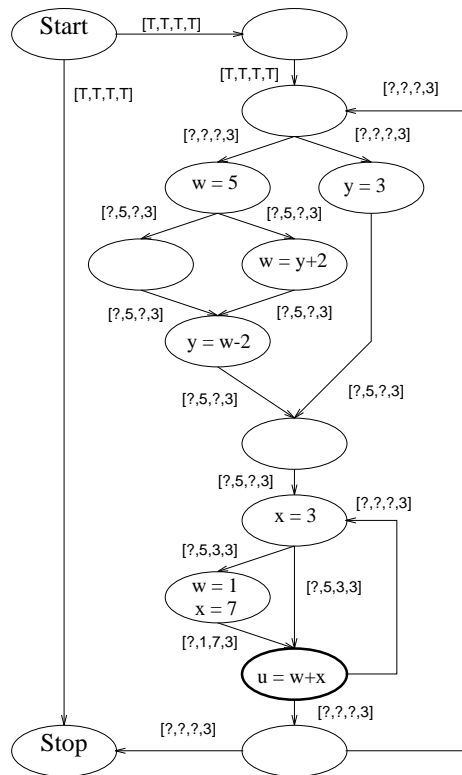 Start
[T,T,T,T]
[T,T,T,T]
[T,T,T,T]
[?,?,?,3]
[?,?,?,3]
[?,?,?,3]
w = 5
y = 3
[?,5,?,3]
[?,5,?,3]
w = y+2
[?,5,?,3]
[?,5,?,3]
y = w-2
[?,5,?,3]
[?,5,?,3]
[?,5,?,3]
[?,?,?,3]
x = 3
[?,5,3,3]
w = 1
x = 7
[?,5,3,3]
[?,1,7,3]
u = w+x
[?,?,?,3]
[?,?,?,3]
Stop